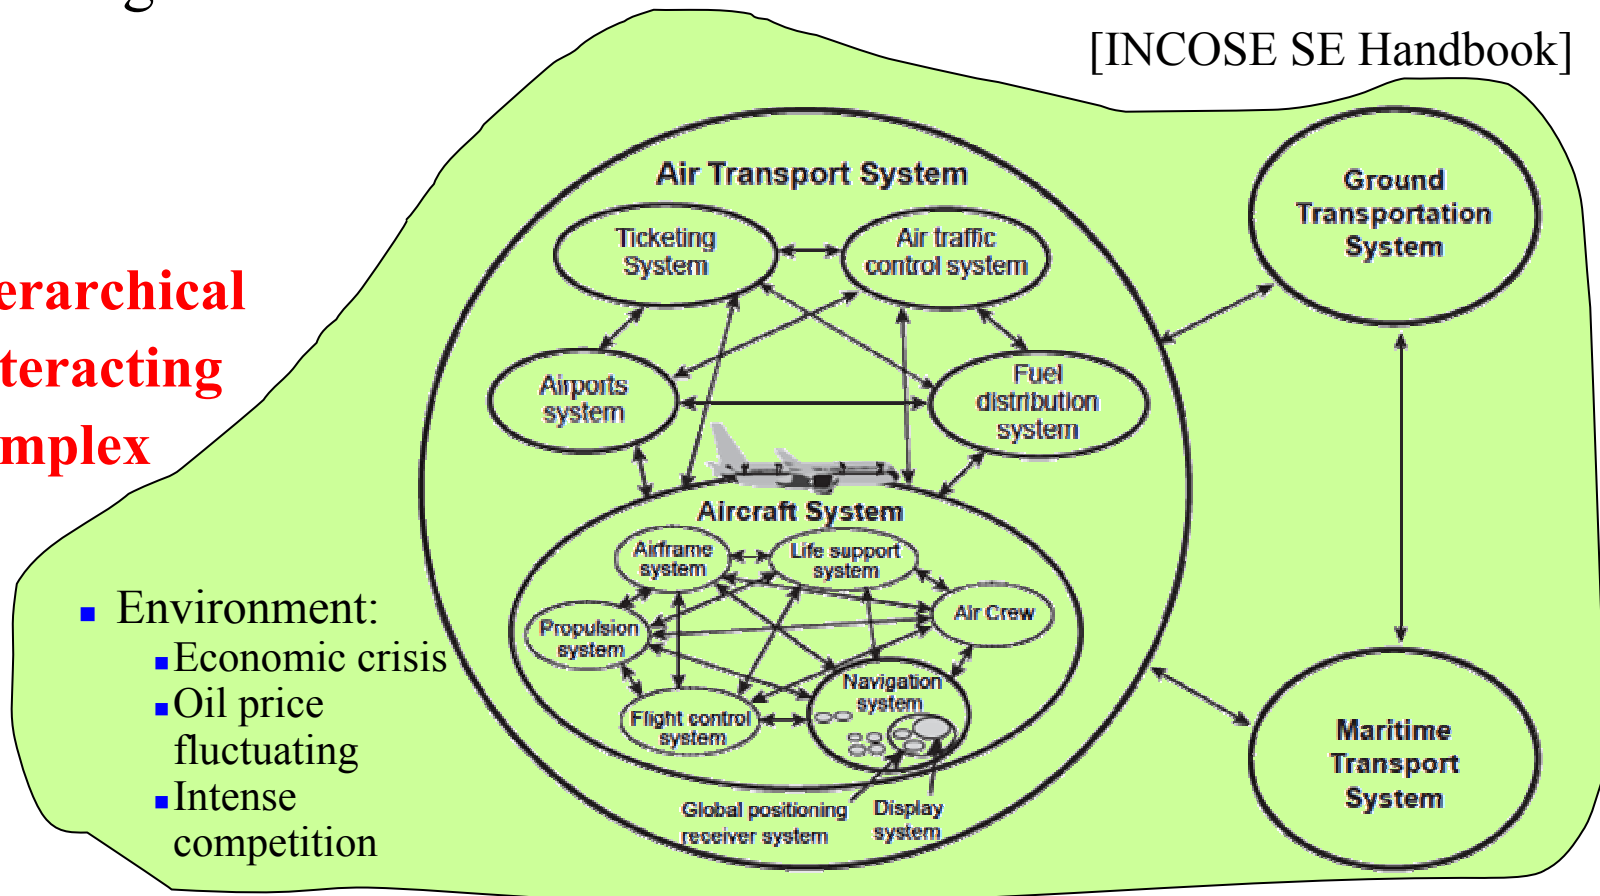 [INCOSE SE Handbook]
Air Transport System
Ground
Transportation
System
Ticketing
System
Air traffic
control system
erarchical
teracting
mplex
Airports
system
Fuel
distribution
system
Aircraft System
Airframe
system
Life support
system
Air Crew
Propulsion
system
Navigation
system
Flight control
system
Global positioning
receiver system
Display
system
Maritime
Transport
System
Environment:
Economic crisis
Oil price
fluctuating
Intense
competition